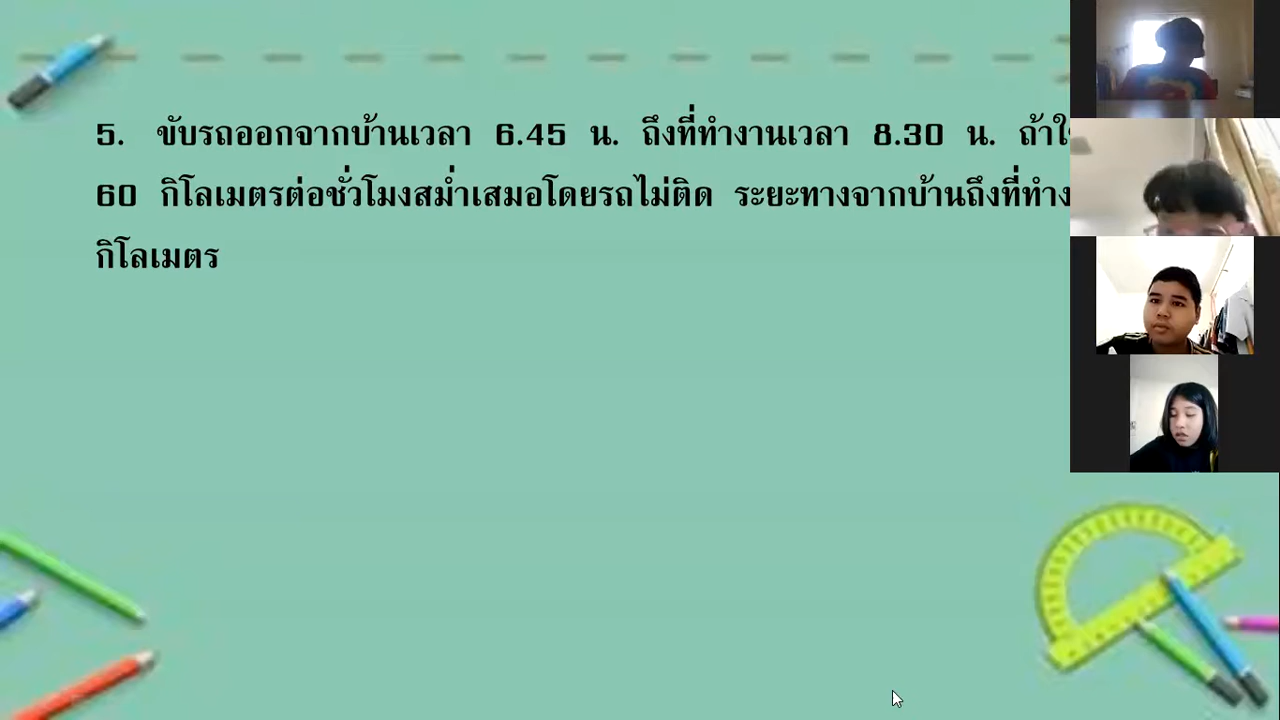 5. ขับรถออกจากบ้านเวลา 6.45 น. ถึงที่ทำงานเวลา 8.30 น. ถ้า
60 กิโลเมตรต่อชั่วโมงสม่ำเสมอโดยรถไม่ติด ระยะทางจากบ้านถึงที่
กิโลเมตร